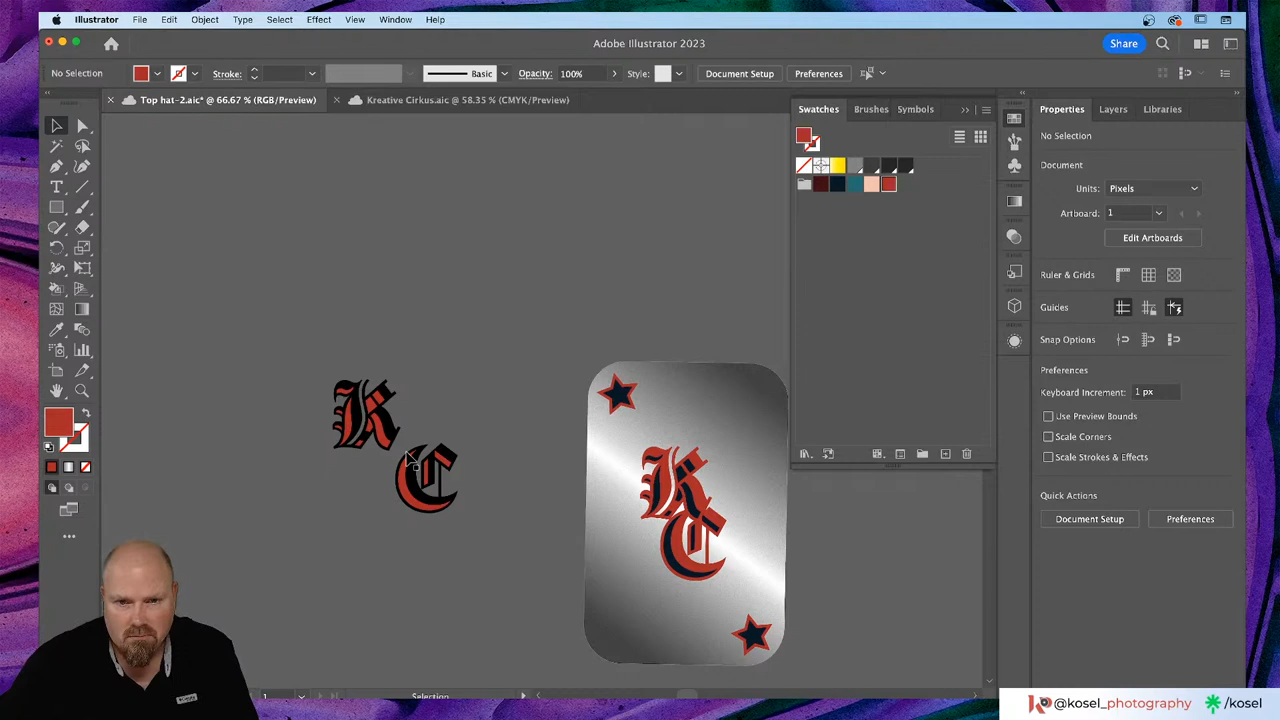 Illustrator File Edit Object Type Select Effect View Window Help
Adobe Illustrator 2023
Share
No Selection
Stroke:
Basic
Opacity: 100%
Style:
Document Setup
Preferences
Top hat-2.aic* @ 66.67 % (RGB/Preview)
Kreative Cirkus.aic @ 58.35 % (CMYK/Preview)
Swatches Brushes Symbols
Properties Layers Libraries
No Selection
Document
Units: Pixels
Artboard: 1
Edit Artboards
Ruler & Grids
Guides
Snap Options
Preferences
Keyboard Increment: 1 px
Use Preview Bounds
Scale Corners
Scale Strokes & Effects
Quick Actions
Document Setup
Preferences
K
C
K
C
1
Selection
@kosel_photography
/kosel